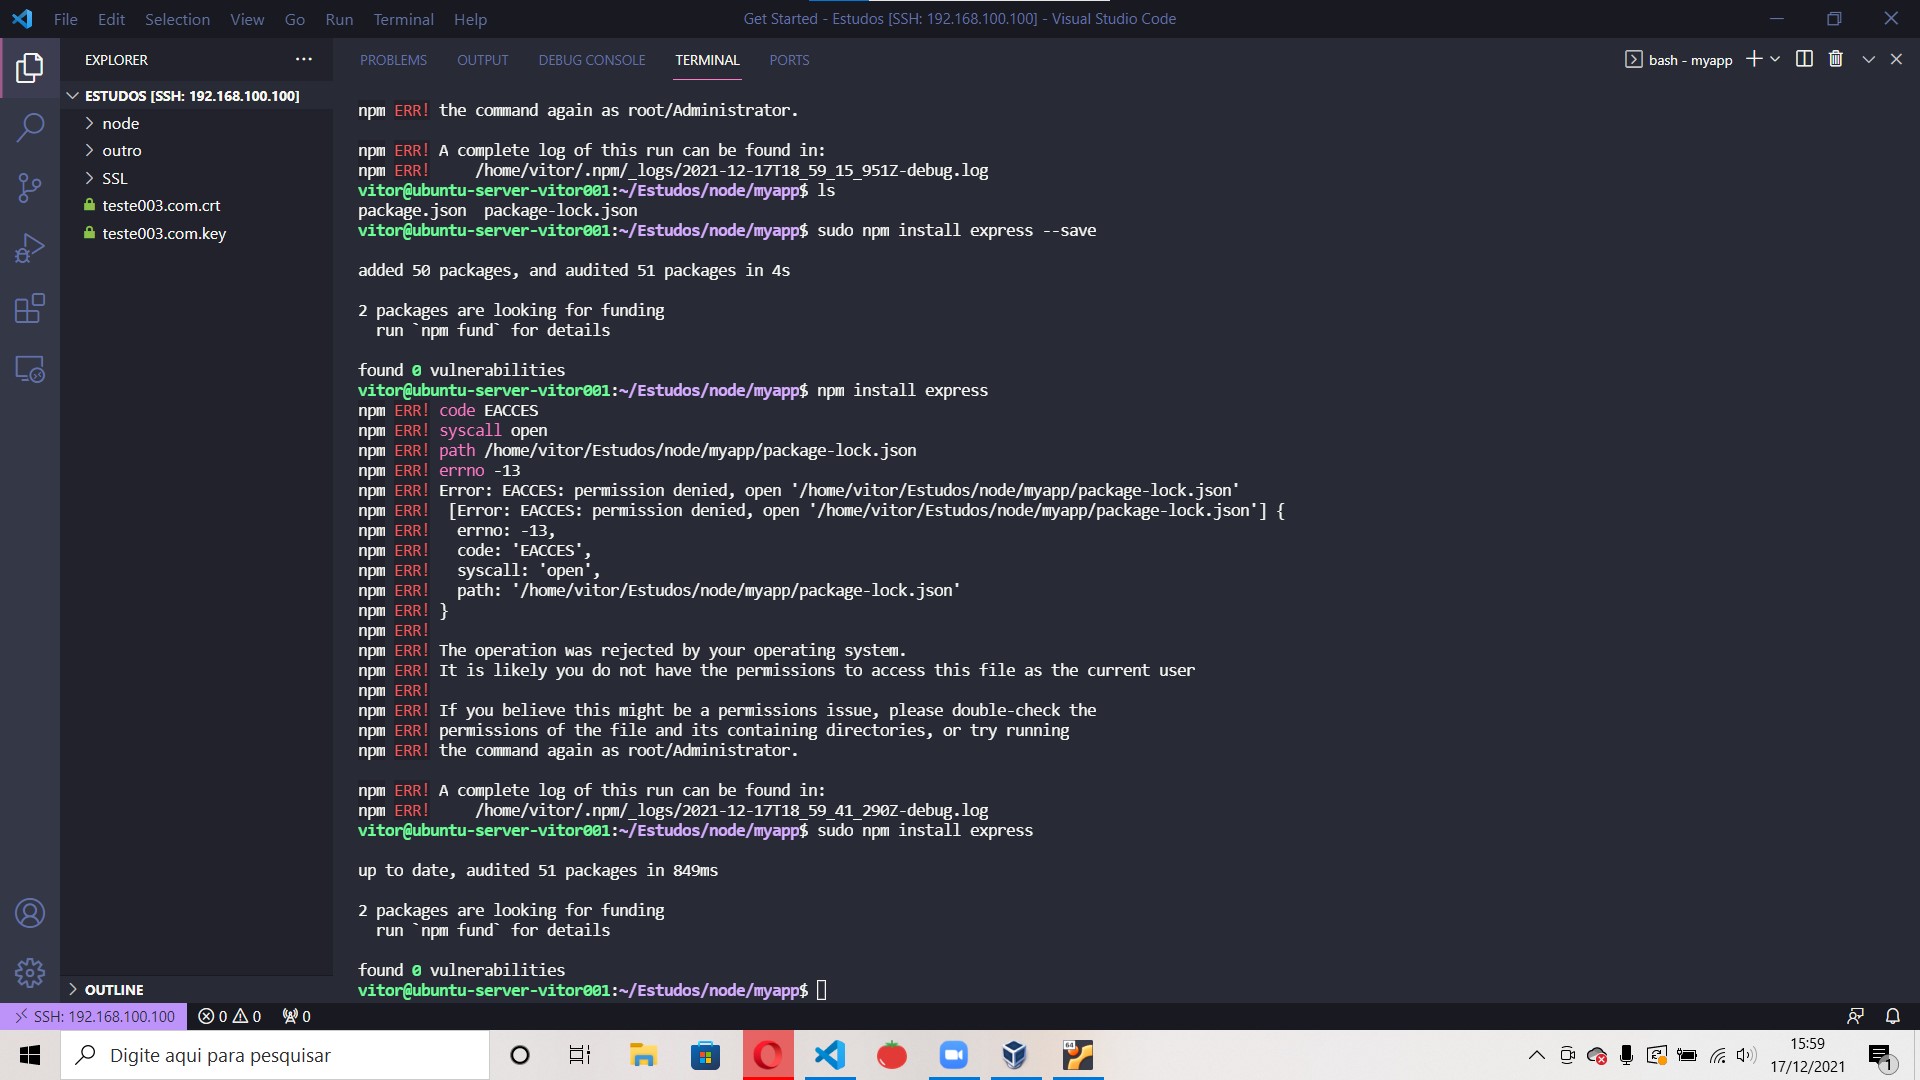 File Edit Selection View Go Run Terminal Help
Get Started - Estudos [SSH: 192.168.100.100] - Visual Studio Code
EXPLORER
ESTUDOS [SSH: 192.168.100.100]
node
outro
SSL
teste003.com.crt
teste003.com.key
OUTLINE
PROBLEMS OUTPUT DEBUG CONSOLE TERMINAL PORTS
bash - myapp
npm ERR! the command again as root/Administrator.
npm ERR! A complete log of this run can be found in:
npm ERR!     /home/vitor/.npm/_logs/2021-12-17T18_59_15_951Z-debug.log
vitor@ubuntu-server-vitor001:~/Estudos/node/myapp$ ls
package.json  package-lock.json
vitor@ubuntu-server-vitor001:~/Estudos/node/myapp$ sudo npm install express --save
added 50 packages, and audited 51 packages in 4s
2 packages are looking for funding
  run `npm fund` for details
found 0 vulnerabilities
vitor@ubuntu-server-vitor001:~/Estudos/node/myapp$ npm install express
npm ERR! code EACCES
npm ERR! syscall open
npm ERR! path /home/vitor/Estudos/node/myapp/package-lock.json
npm ERR! errno -13
npm ERR! Error: EACCES: permission denied, open '/home/vitor/Estudos/node/myapp/package-lock.json'
npm ERR!  [Error: EACCES: permission denied, open '/home/vitor/Estudos/node/myapp/package-lock.json'] {
npm ERR!   errno: -13,
npm ERR!   code: 'EACCES',
npm ERR!   syscall: 'open',
npm ERR!   path: '/home/vitor/Estudos/node/myapp/package-lock.json'
npm ERR! }
npm ERR!
npm ERR! The operation was rejected by your operating system.
npm ERR! It is likely you do not have the permissions to access this file as the current user
npm ERR!
npm ERR! If you believe this might be a permissions issue, please double-check the
npm ERR! permissions of the file and its containing directories, or try running
npm ERR! the command again as root/Administrator.
npm ERR! A complete log of this run can be found in:
npm ERR!     /home/vitor/.npm/_logs/2021-12-17T18_59_41_290Z-debug.log
vitor@ubuntu-server-vitor001:~/Estudos/node/myapp$ sudo npm install express
up to date, audited 51 packages in 849ms
2 packages are looking for funding
  run `npm fund` for details
found 0 vulnerabilities
vitor@ubuntu-server-vitor001:~/Estudos/node/myapp$
SSH: 192.168.100.100 0 0 0
Digite aqui para pesquisar
64
15:59
17/12/2021
1